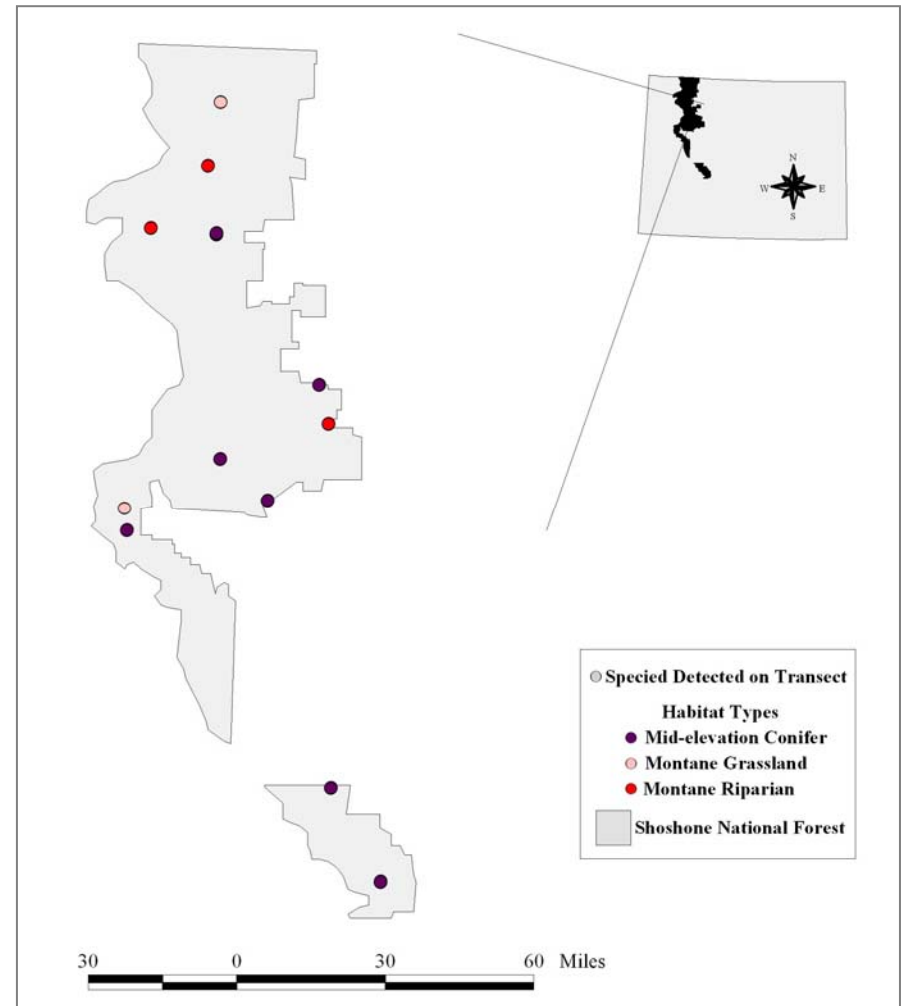 N
W E
S
Specied Detected on Transect
Habitat Types
Mid-elevation Conifer
Montane Grassland
Montane Riparian
Shoshone National Forest
30 0 30 60 Miles